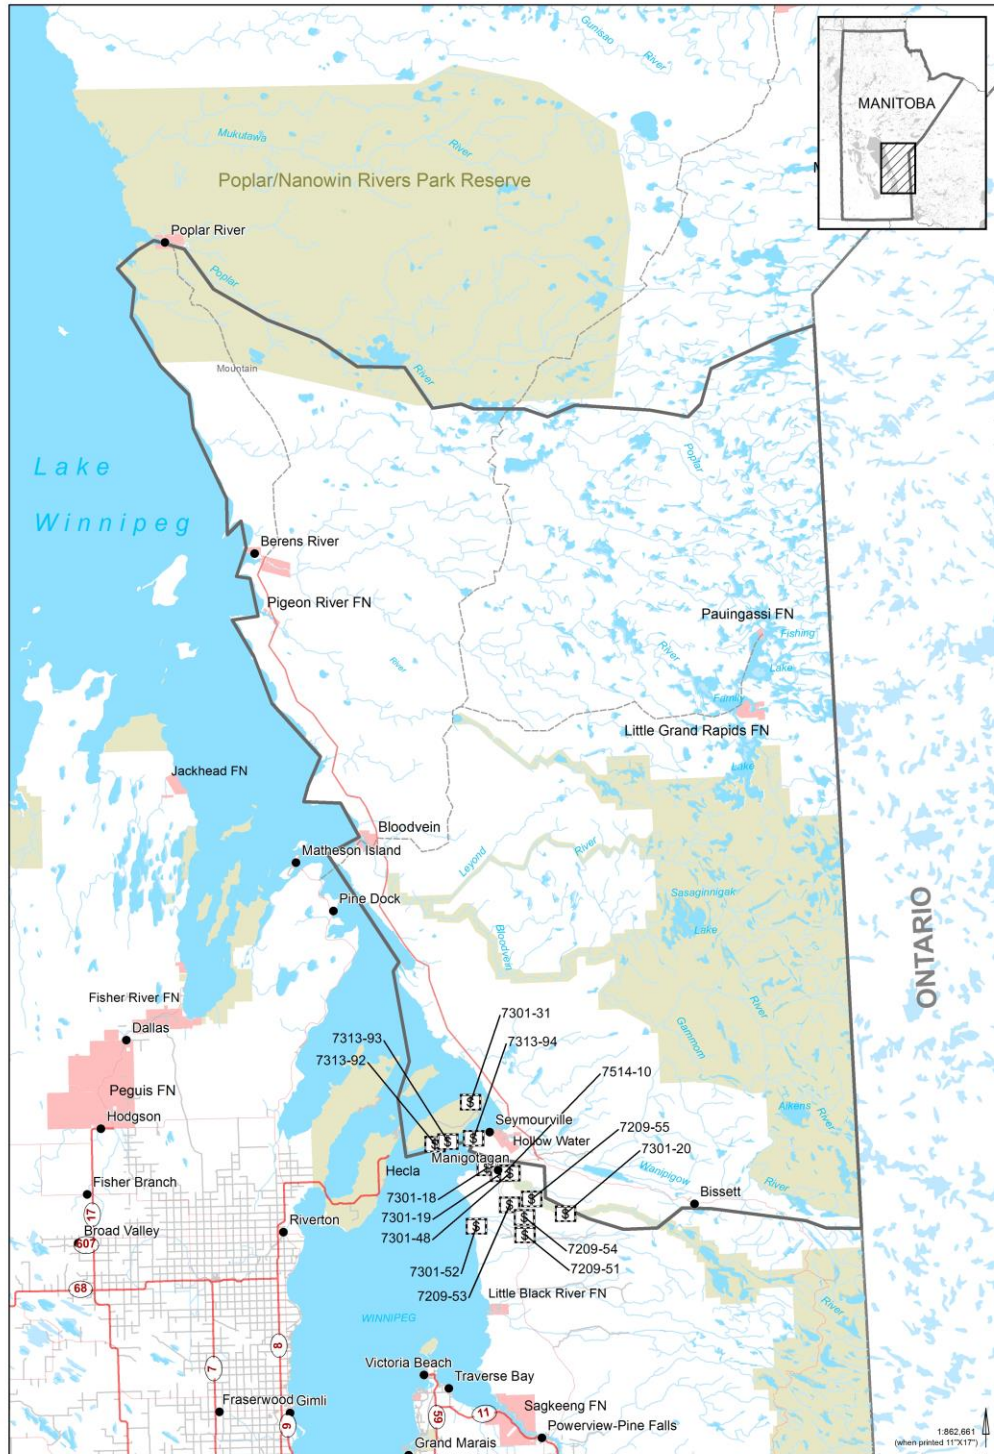 Gunisao
River
MANITOBA
Mukutawa
River
Poplar/Nanowin Rivers Park Reserve
Poplar River
Poplar
River
Mountain
Poplar
Lake
Winnipeg
Berens River
Pigeon River FN
Pauingassi FN
Fishing
Lake
River
River
Family
Little Grand Rapids FN
Lake
Jackhead FN
Bloodvein
Matheson Island
Leyond
River
Pine Dock
Sasaginnigak
Lake
Bloodvein
ONTARIO
Fisher River FN
Dallas
River
Gammom
7301-31
7313-93
7313-94
7313-92
7514-10
Peguis FN
Aikens
River
Hodgson
Seymourville
Hollow Water
7209-55
Manigotagan
7301-20
Hecla
Wanipigow
River
Fisher Branch
7301-18
Bissett
17
7301-19
Riverton
Broad Valley
607
7301-48
7209-54
7301-52
7209-51
68
7209-53
Little Black River FN
River
WINNIPEG
8
7
Victoria Beach
Traverse Bay
Fraserwood
Gimli
Sagkeeng FN
59
11
9
Powerview-Pine Falls
Grand Marais
1:862,661
(when printed 11"X17")